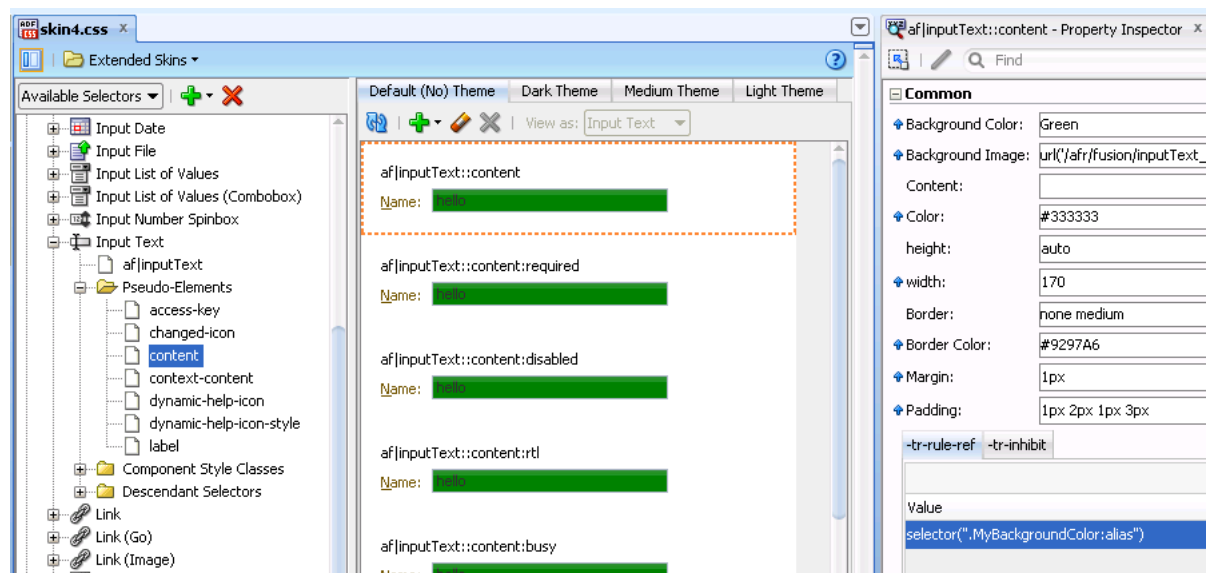 ADF
CSS
skin4.css x
Extended Skins
?
Available Selectors
Input Date
Input File
Input List of Values
Input List of Values (Combobox)
Input Number Spinbox
Input Text
af|inputText
Pseudo-Elements
access-key
changed-icon
content
context-content
dynamic-help-icon
dynamic-help-icon-style
label
Component Style Classes
Descendant Selectors
Link
Link (Go)
Link (Image)
Default (No) Theme Dark Theme Medium Theme Light Theme
View as: Input Text
af|inputText::content
Name: hello
af|inputText::content:required
Name: hello
af|inputText::content:disabled
Name: hello
af|inputText::content:rtl
Name: hello
af|inputText::content:busy
Name: hello
af|inputText::content - Property Inspector x
Find
Common
Background Color: Green
Background Image: url('/afr/fusion/inputText_
Content:
Color: #333333
height: auto
width: 170
Border: none medium
Border Color: #9297A6
Margin: 1px
Padding: 1px 2px 1px 3px
-tr-rule-ref -tr-inhibit
Value
selector(".MyBackgroundColor:alias")